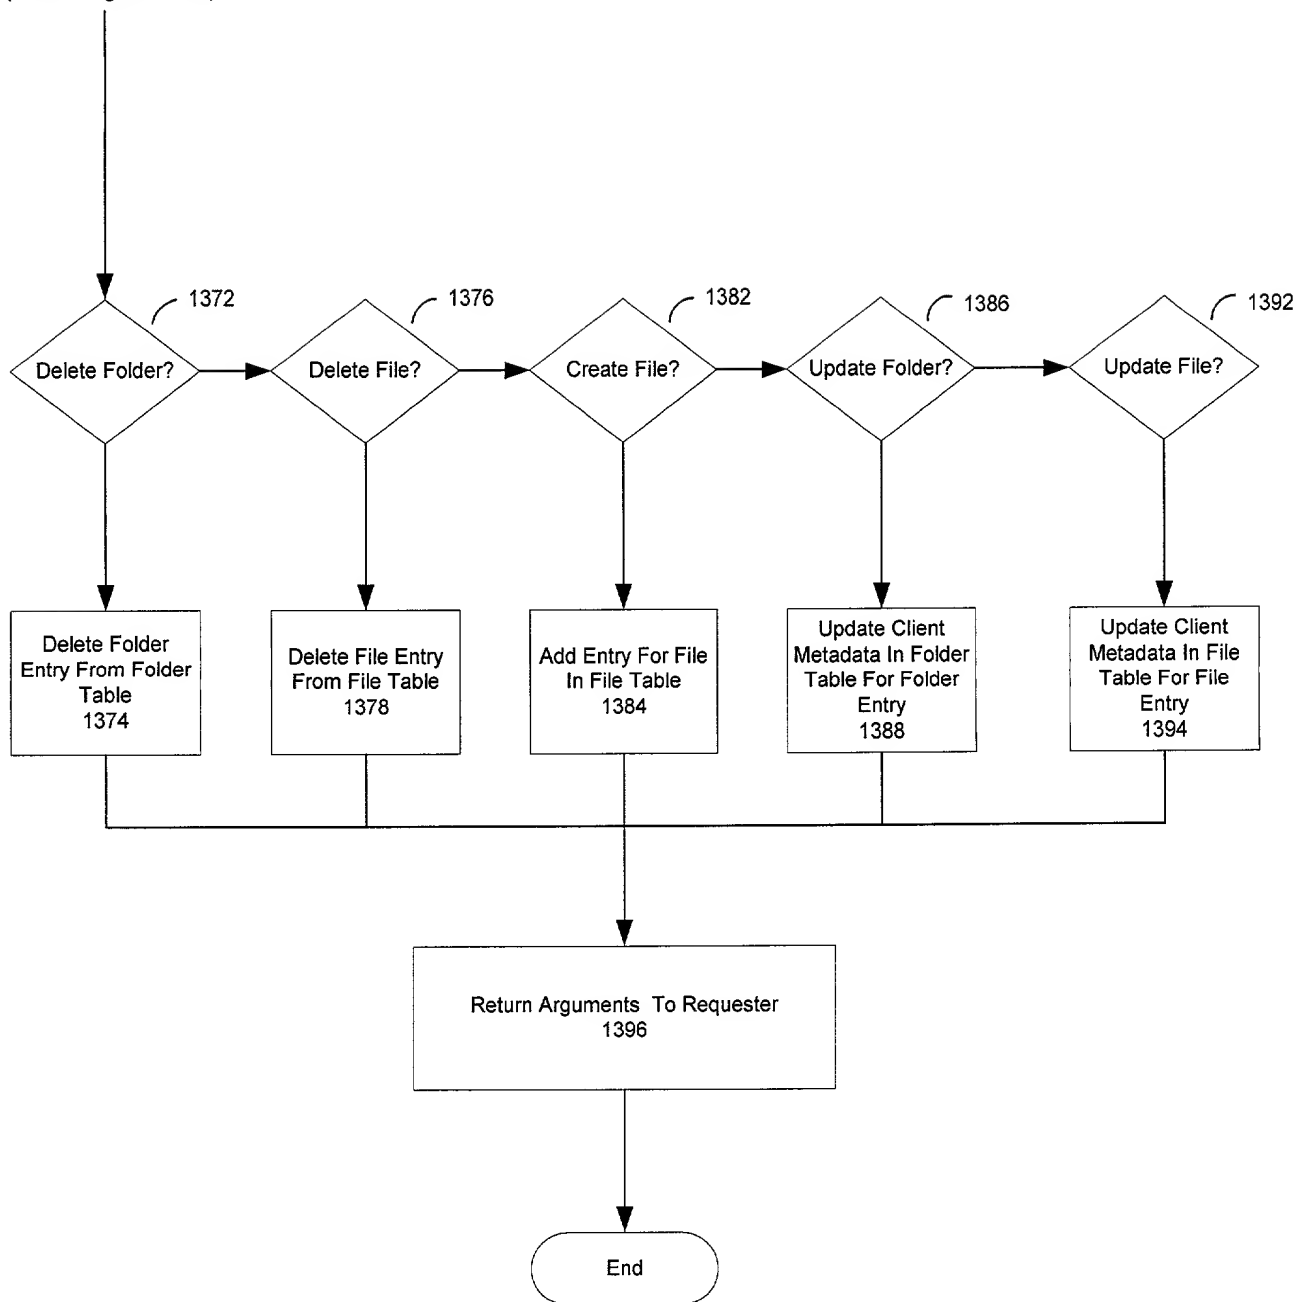 1372
1376
1382
1386
1392
Delete Folder?
Delete File?
Create File?
Update Folder?
Update File?
Delete Folder
Entry From Folder
Table
1374
Delete File Entry
From File Table
1378
Add Entry For File
In File Table
1384
Update Client
Metadata In Folder
Table For Folder
Entry
1388
Update Client
Metadata In File
Table For File
Entry
1394
Return Arguments To Requester
1396
End